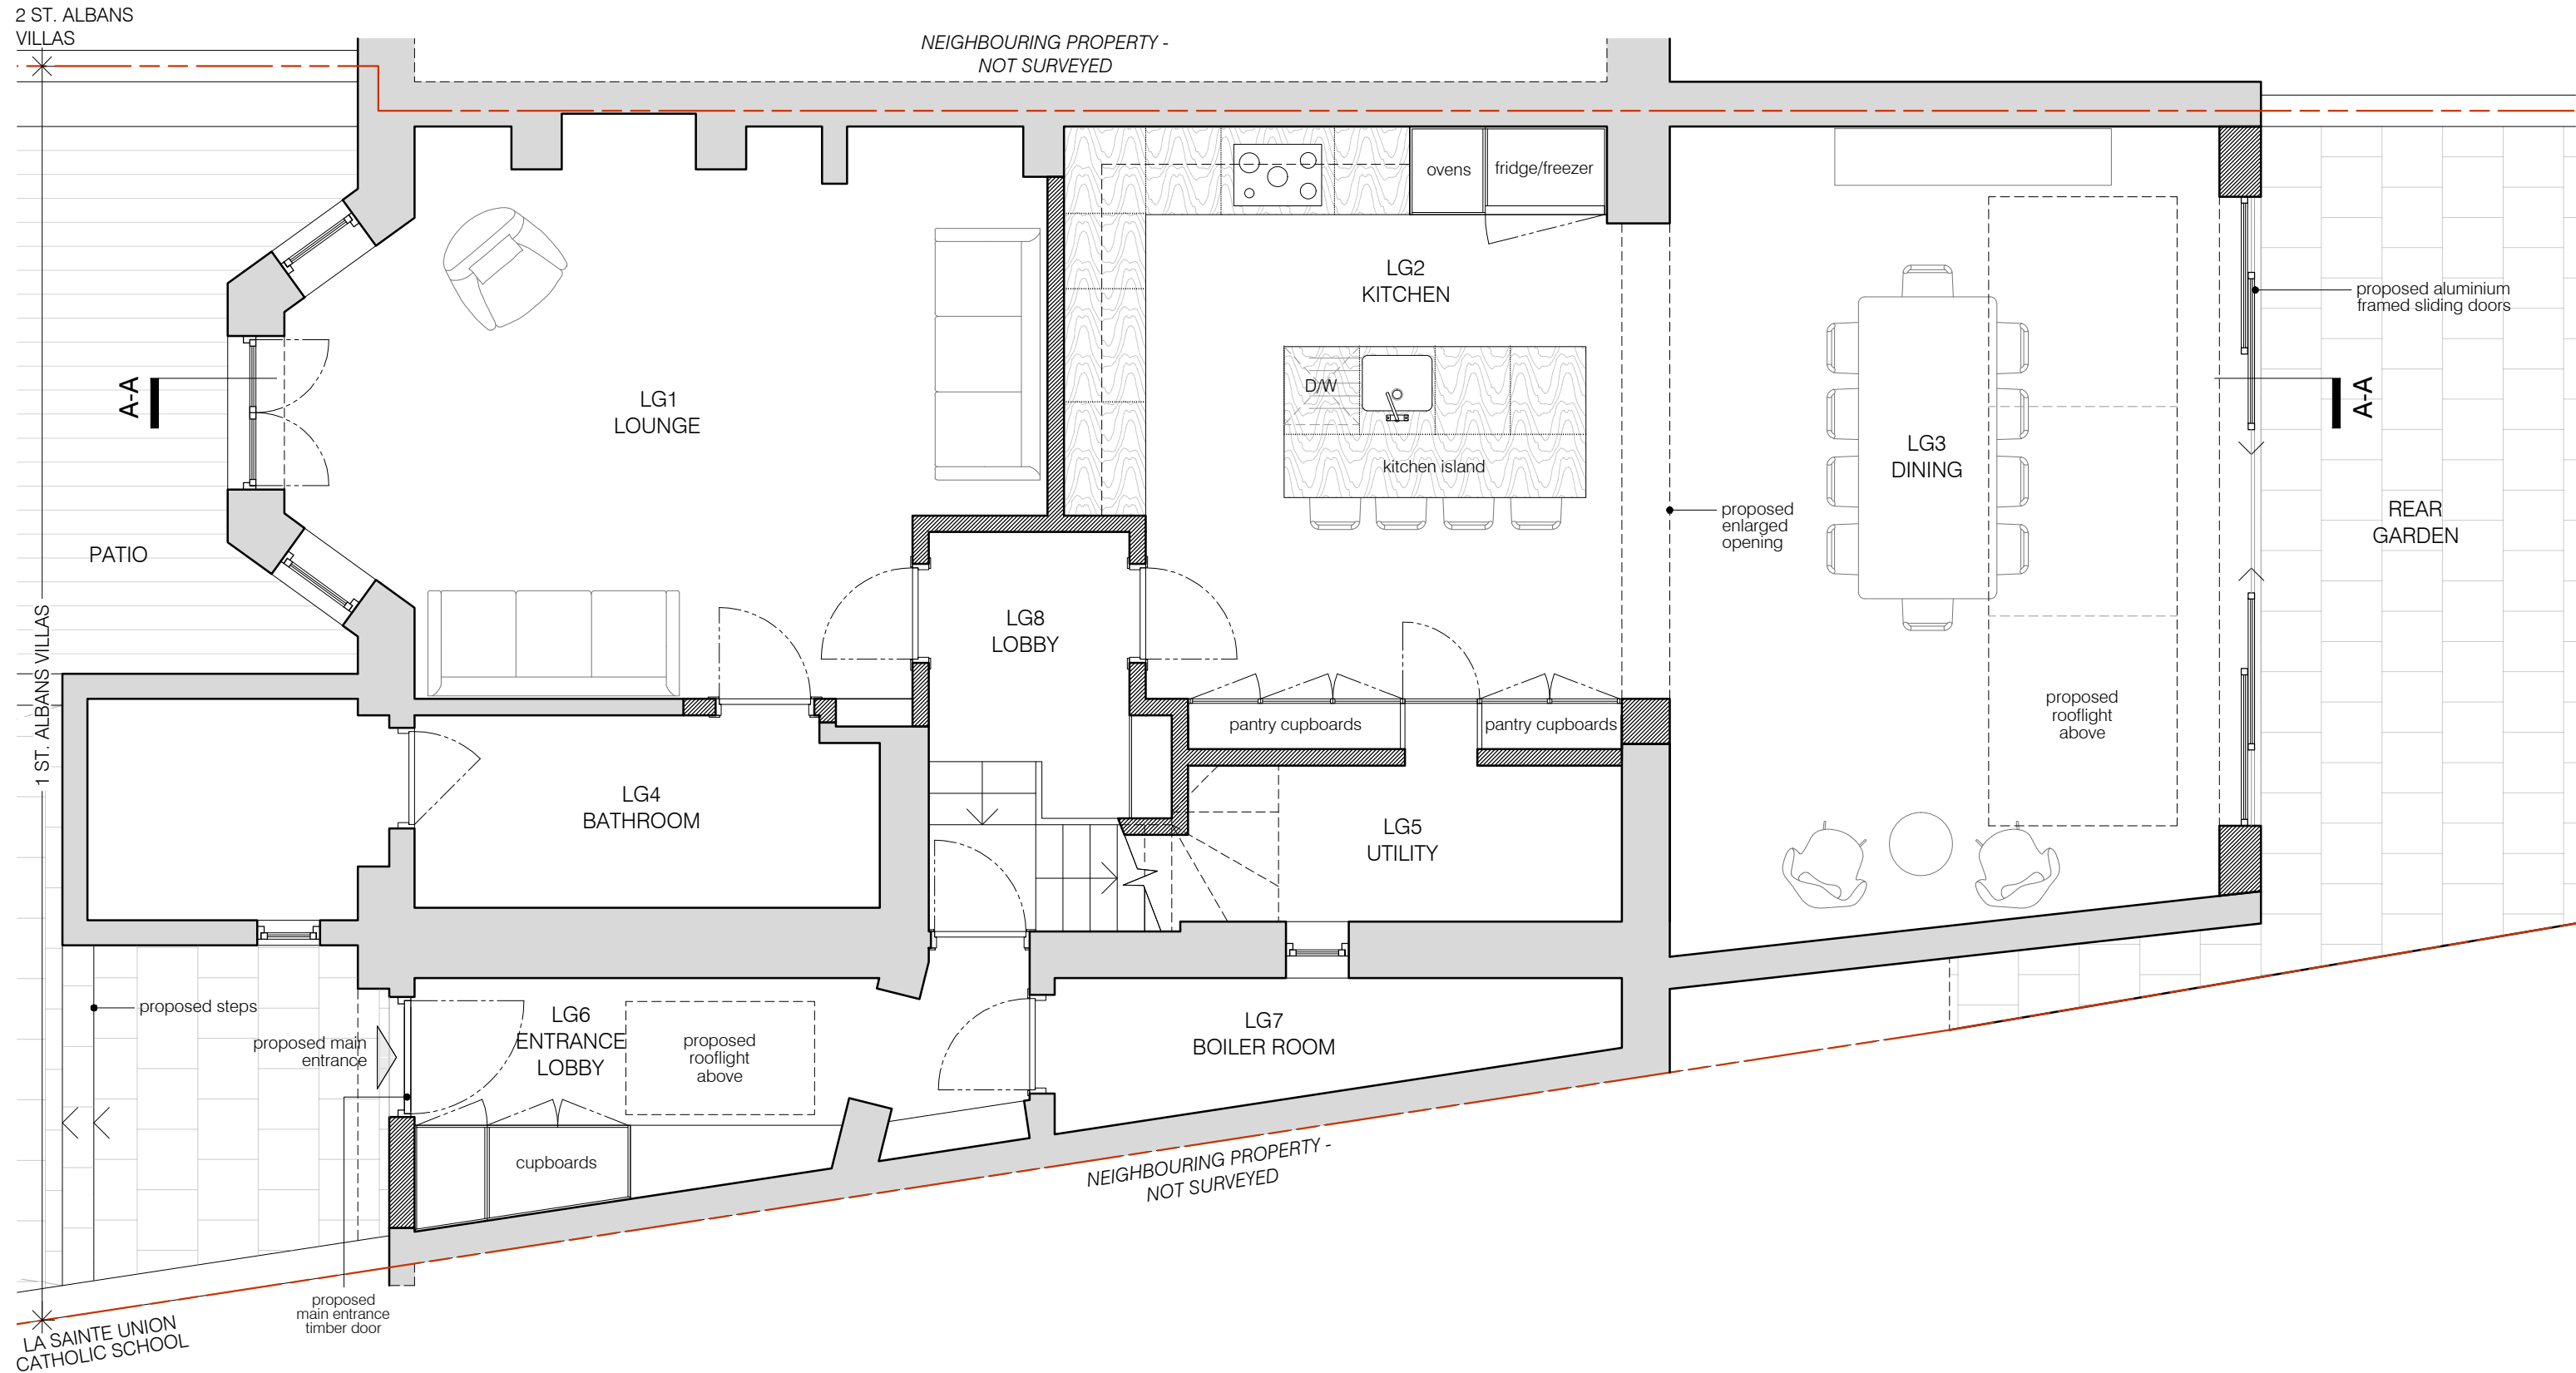 2 ST. ALBANS
VILLAS
NEIGHBOURING PROPERTY -
NOT SURVEYED
ovens
fridge/freezer
LG2
KITCHEN
proposed aluminium
framed sliding doors
A-A
LG1
LOUNGE
D/W
kitchen island
LG3
DINING
A-A
proposed
enlarged
opening
REAR
GARDEN
PATIO
LG8
LOBBY
1 ST. ALBANS VILLAS
pantry cupboards
pantry cupboards
proposed
rooflight
above
LG4
BATHROOM
LG5
UTILITY
proposed steps
proposed main
entrance
LG6
ENTRANCE
LOBBY
proposed
rooflight
above
LG7
BOILER ROOM
cupboards
NEIGHBOURING PROPERTY -
NOT SURVEYED
proposed
main entrance
timber door
LA SAINTE UNION
CATHOLIC SCHOOL